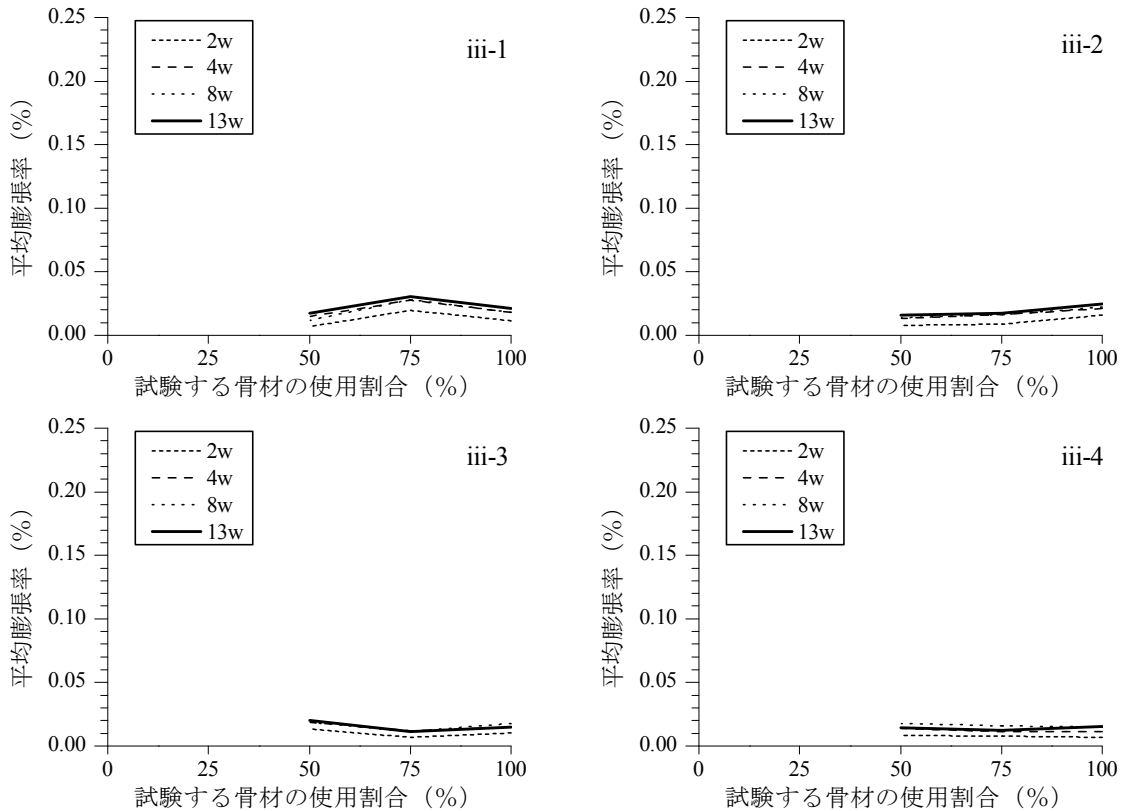 iii-1
2w
4w
8w
13w
0.25
0.20
0.15
0.10
0.05
0.00
平均膨張率（%）
0 25 50 75 100
試験する骨材の使用割合（%）
iii-2
2w
4w
8w
13w
0.25
0.20
0.15
0.10
0.05
0.00
平均膨張率（%）
0 25 50 75 100
試験する骨材の使用割合（%）
iii-3
2w
4w
8w
13w
0.25
0.20
0.15
0.10
0.05
0.00
平均膨張率（%）
0 25 50 75 100
試験する骨材の使用割合（%）
iii-4
2w
4w
8w
13w
0.25
0.20
0.15
0.10
0.05
0.00
平均膨張率（%）
0 25 50 75 100
試験する骨材の使用割合（%）